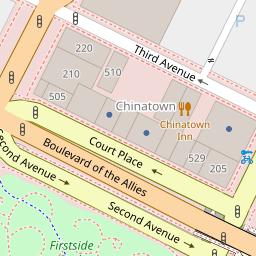 P
220
Third Avenue
210
510
505
Chinatown
Chinatown
Inn
Court Place
529
205
Boulevard of the Allies
Second Avenue
Second Avenue
Firstside